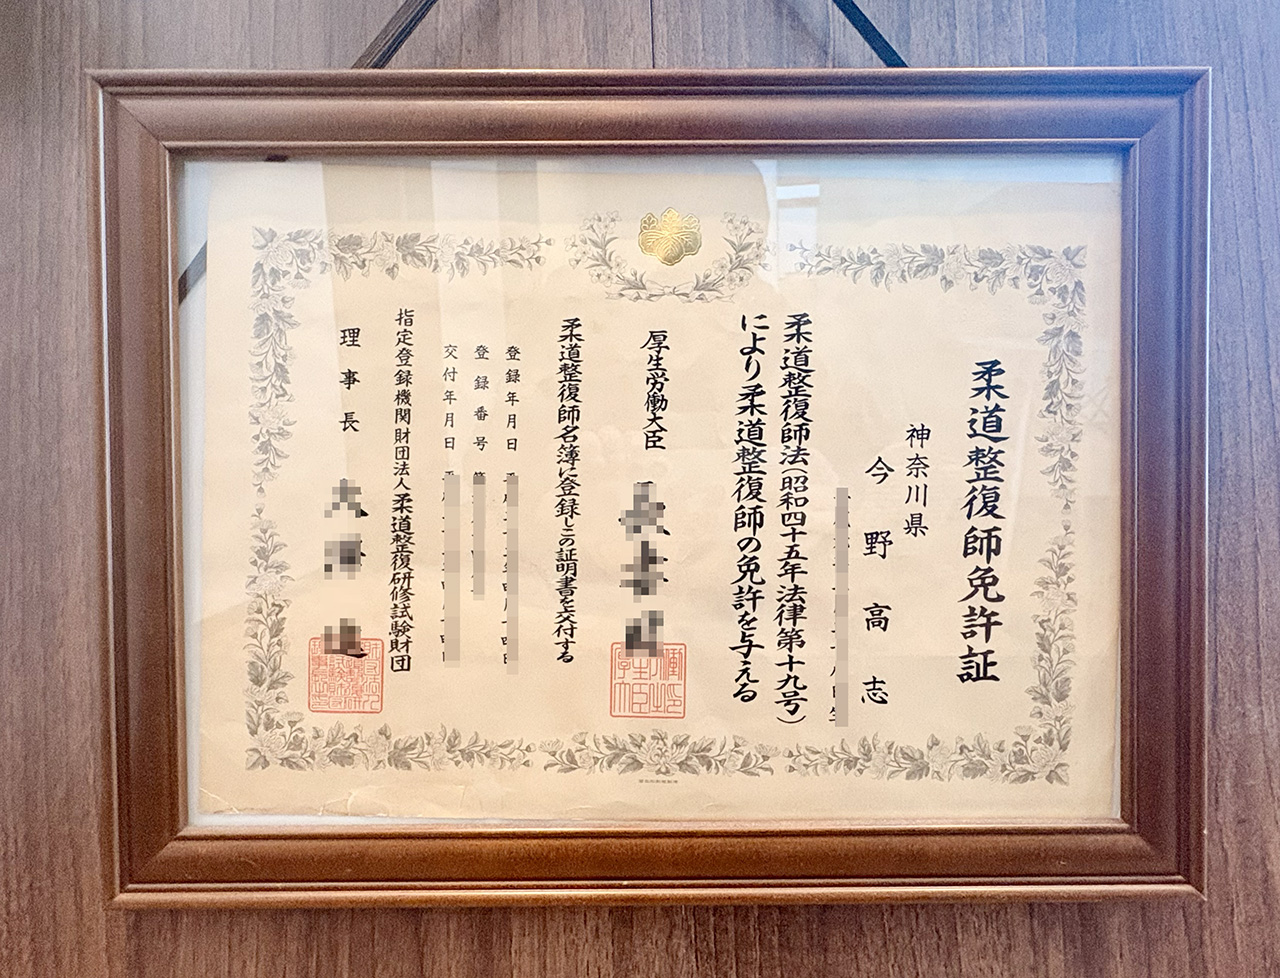 柔道整復師免許証
神奈川県
今野高志
柔道整復師法(昭和四十五年法律第十九号)
により柔道整復師の免許を与える
厚生労働大臣
柔道整復師名簿に登録しこの証明書を交付する
登録年月日
登録番号
交付年月日
指定登録機関財団法人柔道整復研修試験財団
理事長